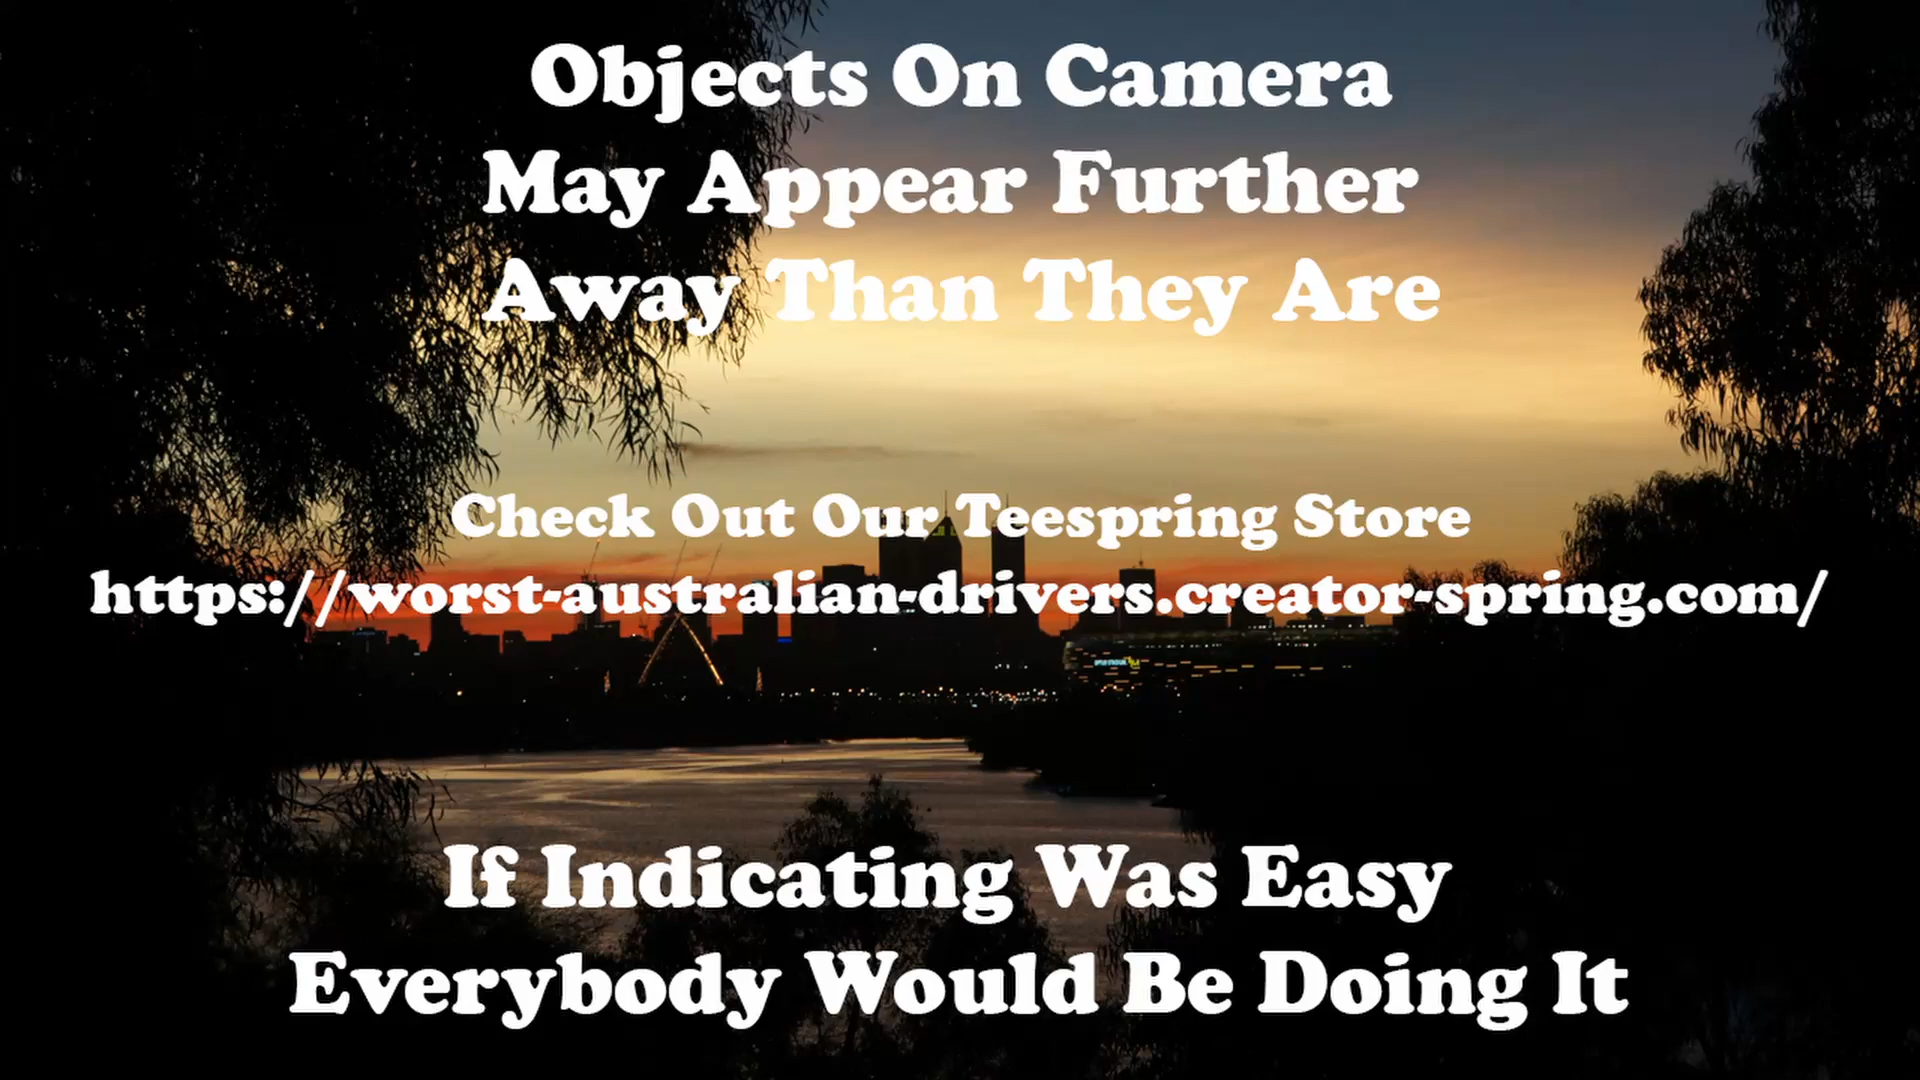 Objects On Camera
May Appear Further
Away Than They Are
Check Out Our Teespring Store
https://worst-australian-drivers.creator-spring.com/
If Indicating Was Easy
Everybody Would Be Doing It